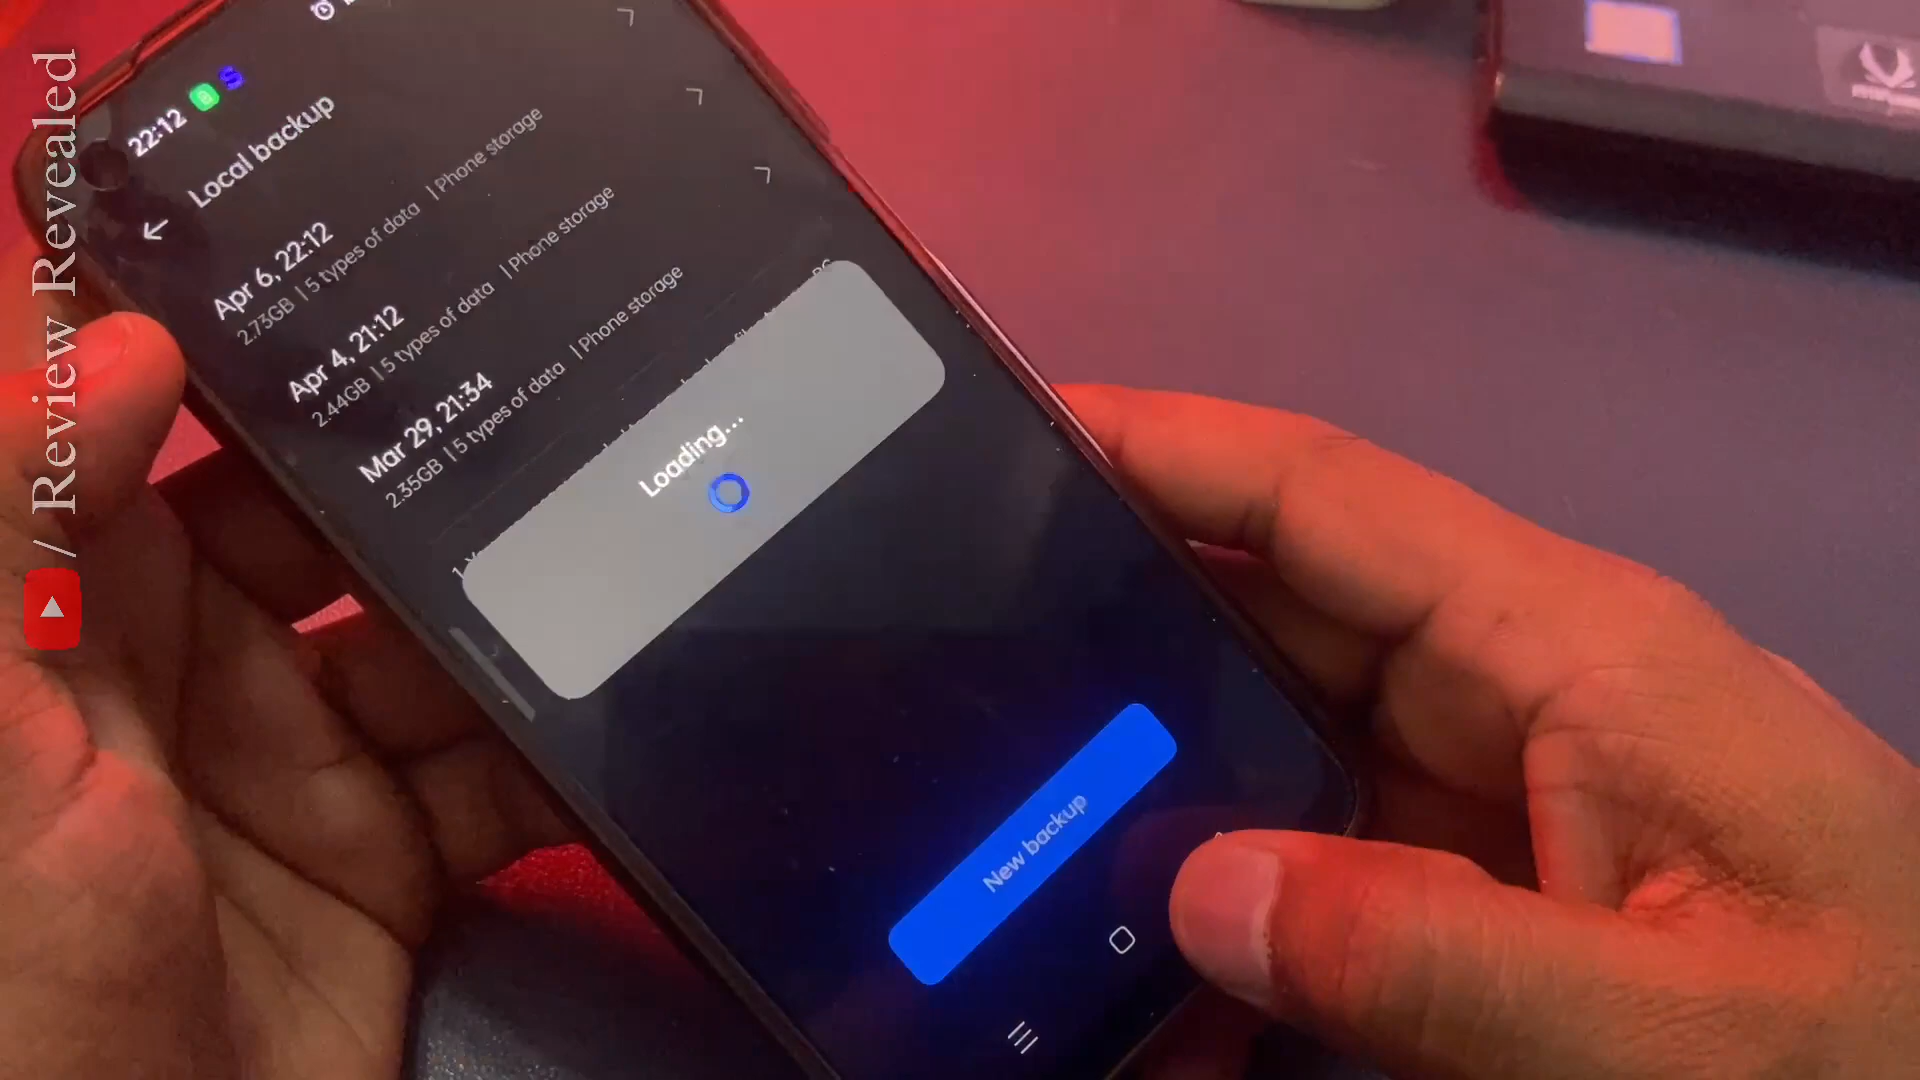 / Review Revealed
22:12
Local backup
Apr 6, 22:12
2.73GB | 5 types of data | Phone storage
Apr 4, 21:12
2.44GB | 5 types of data | Phone storage
Mar 29, 21:34
2.35GB | 5 types of data | Phone storage
Loading...
New backup